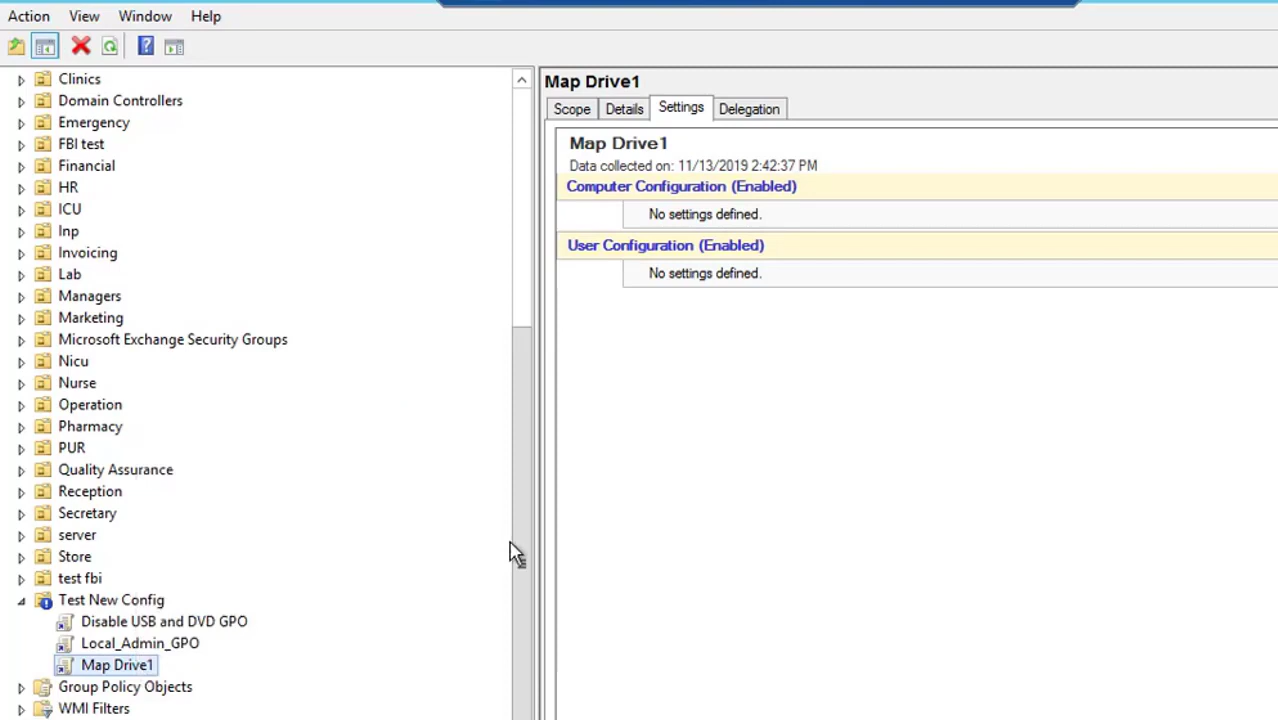 Action View Window Help
Clinics
Domain Controllers
Emergency
FBI test
Financial
HR
ICU
Inp
Invoicing
Lab
Managers
Marketing
Microsoft Exchange Security Groups
Nicu
Nurse
Operation
Pharmacy
PUR
Quality Assurance
Reception
Secretary
server
Store
test fbi
Test New Config
Disable USB and DVD GPO
Local_Admin_GPO
Map Drive1
Group Policy Objects
WMI Filters
Map Drive1
Scope Details Settings Delegation
Map Drive1
Data collected on: 11/13/2019 2:42:37 PM
Computer Configuration (Enabled)
No settings defined.
User Configuration (Enabled)
No settings defined.